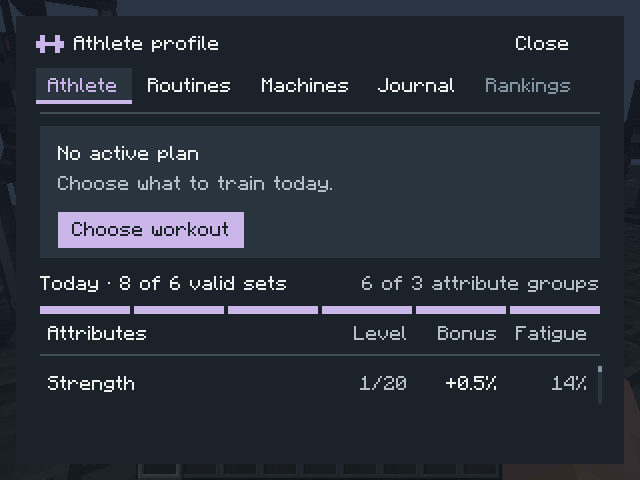 Athlete profile
Close
Athlete Routines Machines Journal Rankings
No active plan
Choose what to train today.
Choose workout
Today · 8 of 6 valid sets 6 of 3 attribute groups
Attributes Level Bonus Fatigue
Strength 1/20 +0.5% 14%